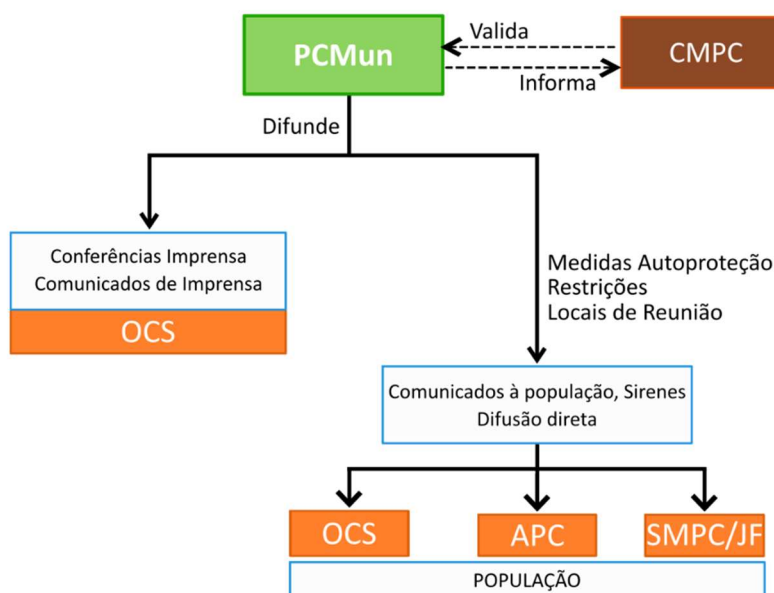 PCMun
Valida
Informa
CMPC
Difunde
Conferências Imprensa
Comunicados de Imprensa
OCS
Medidas Autoproteção
Restrições
Locais de Reunião
Comunicados à população, Sirenes
Difusão direta
OCS
APC
SMPC/JF
POPULAÇÃO